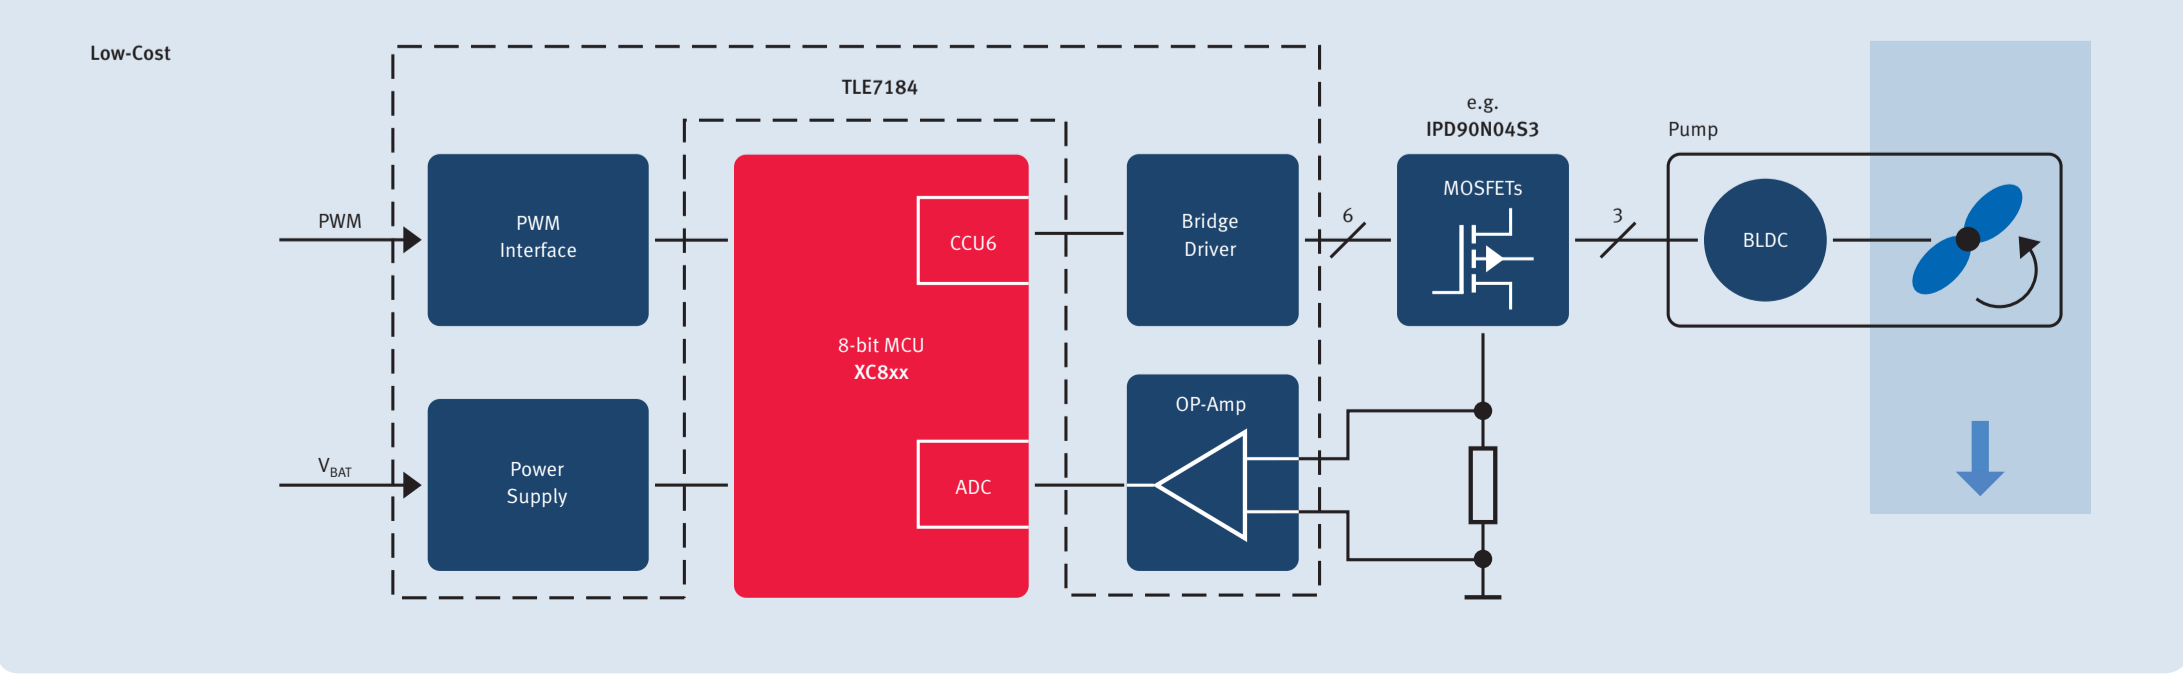 Low-Cost
TLE7184
e.g.
IPD90N04S3
Pump
PWM
PWM
Interface
CCU6
Bridge
Driver
6
MOSFETs
3
BLDC
8-bit MCU
XC8xx
VBAT
Power
Supply
ADC
OP-Amp